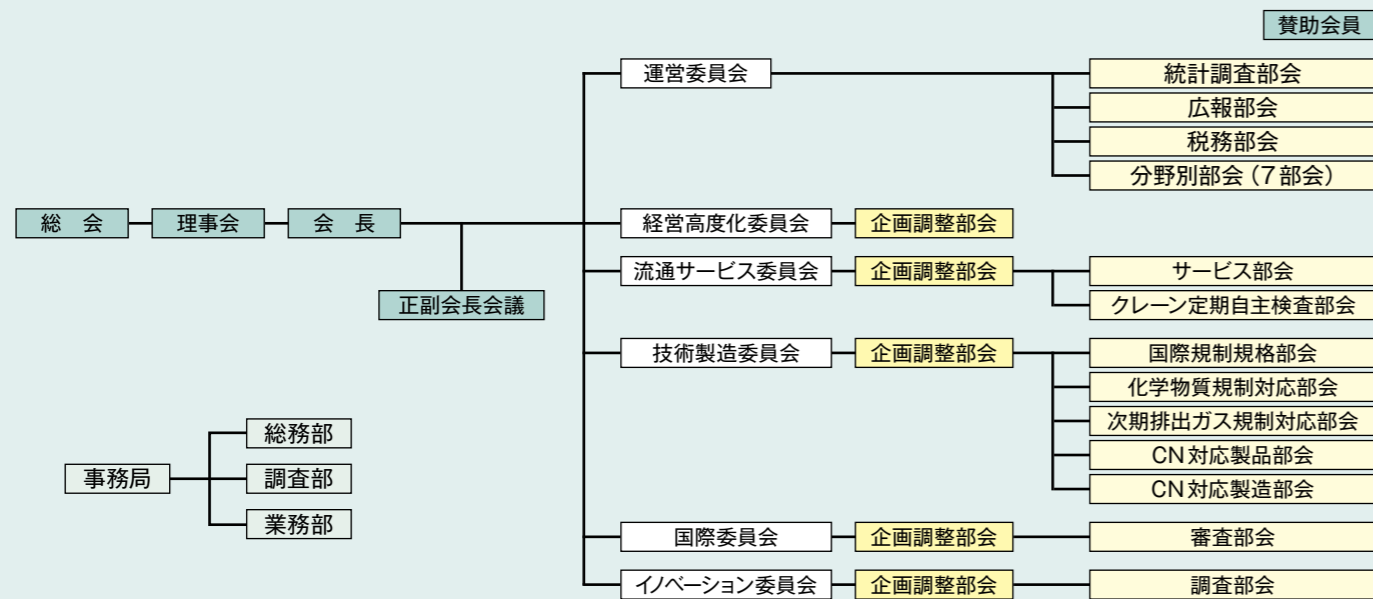 賛助会員
運営委員会
統計調査部会
広報部会
税務部会
分野別部会（7部会）
総　会
理事会
会　長
正副会長会議
経営高度化委員会
企画調整部会
流通サービス委員会
企画調整部会
サービス部会
クレーン定期自主検査部会
技術製造委員会
企画調整部会
国際規制規格部会
化学物質規制対応部会
次期排出ガス規制対応部会
CN対応製品部会
CN対応製造部会
国際委員会
企画調整部会
審査部会
イノベーション委員会
企画調整部会
調査部会
事務局
総務部
調査部
業務部